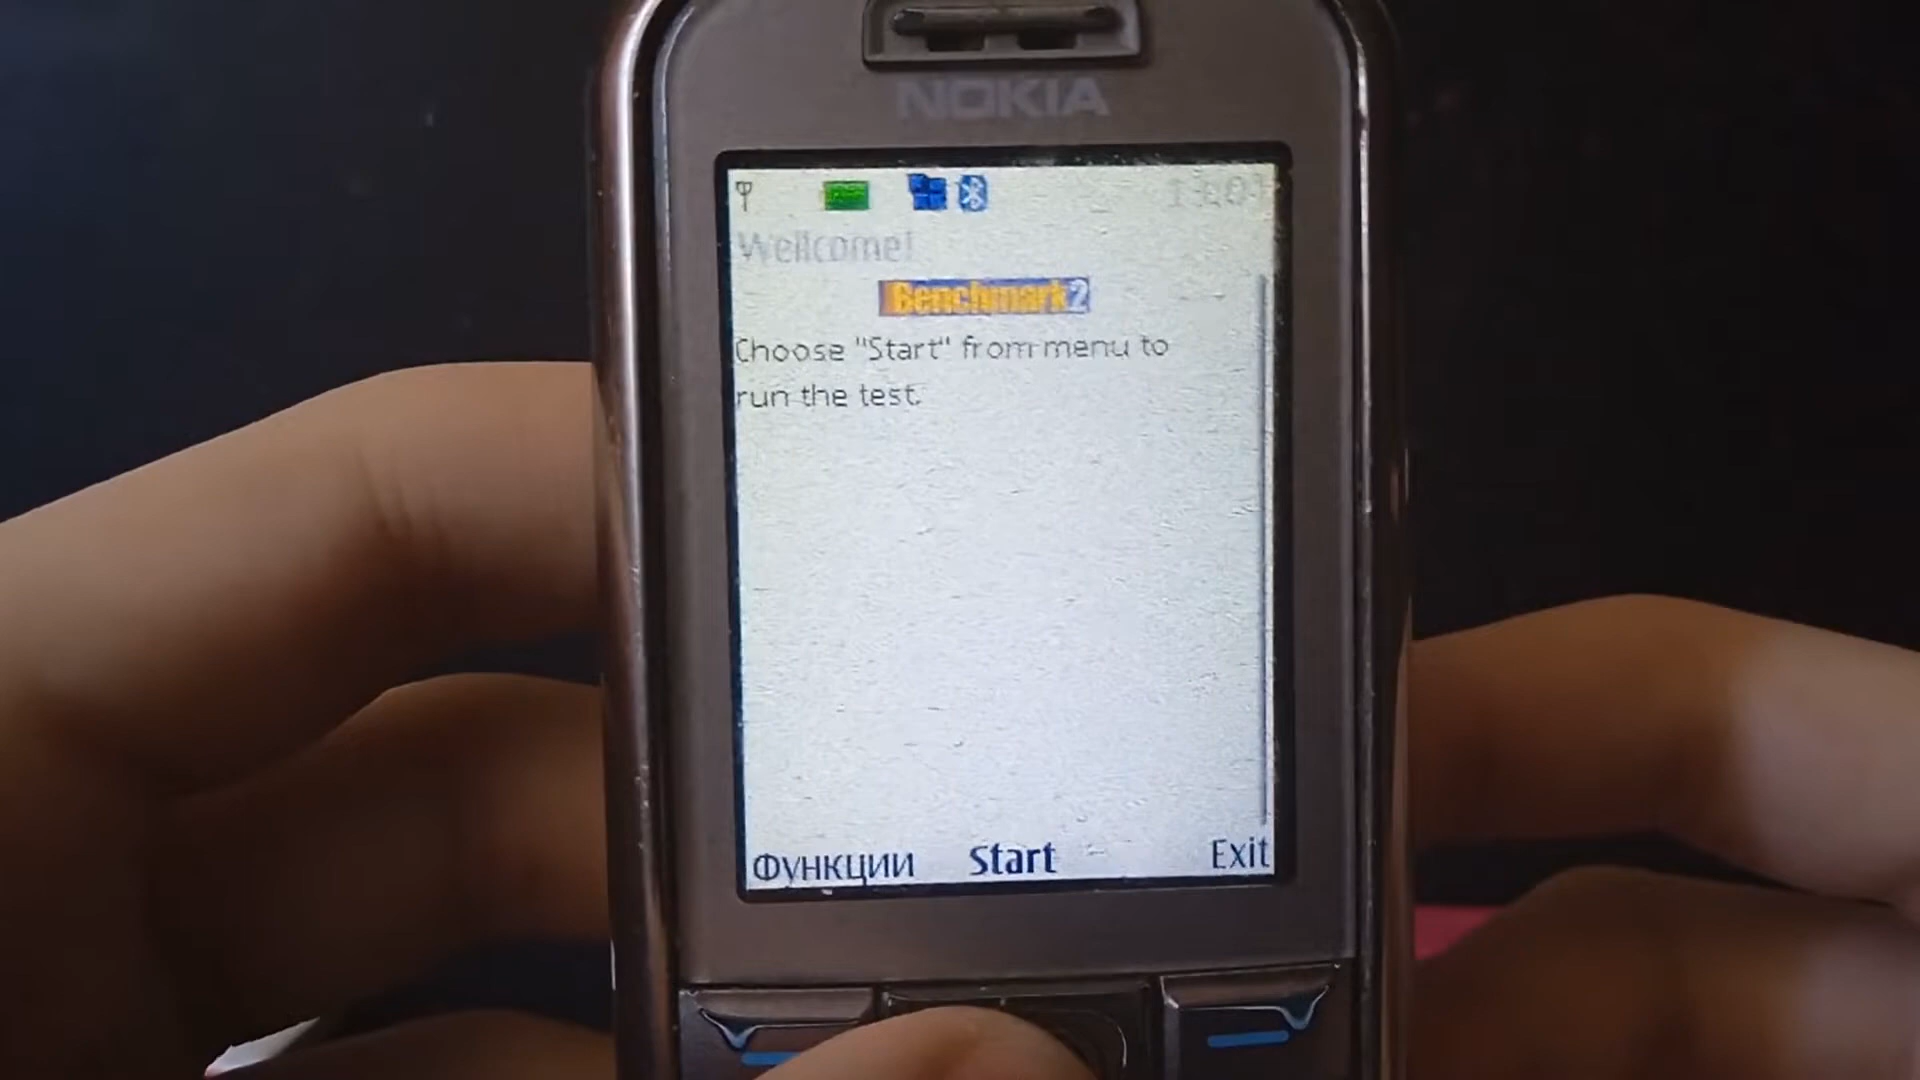 NOKIA
Wellcome!
Benchmark2
Choose "Start" from menu to
run the test.
Функции Start Exit